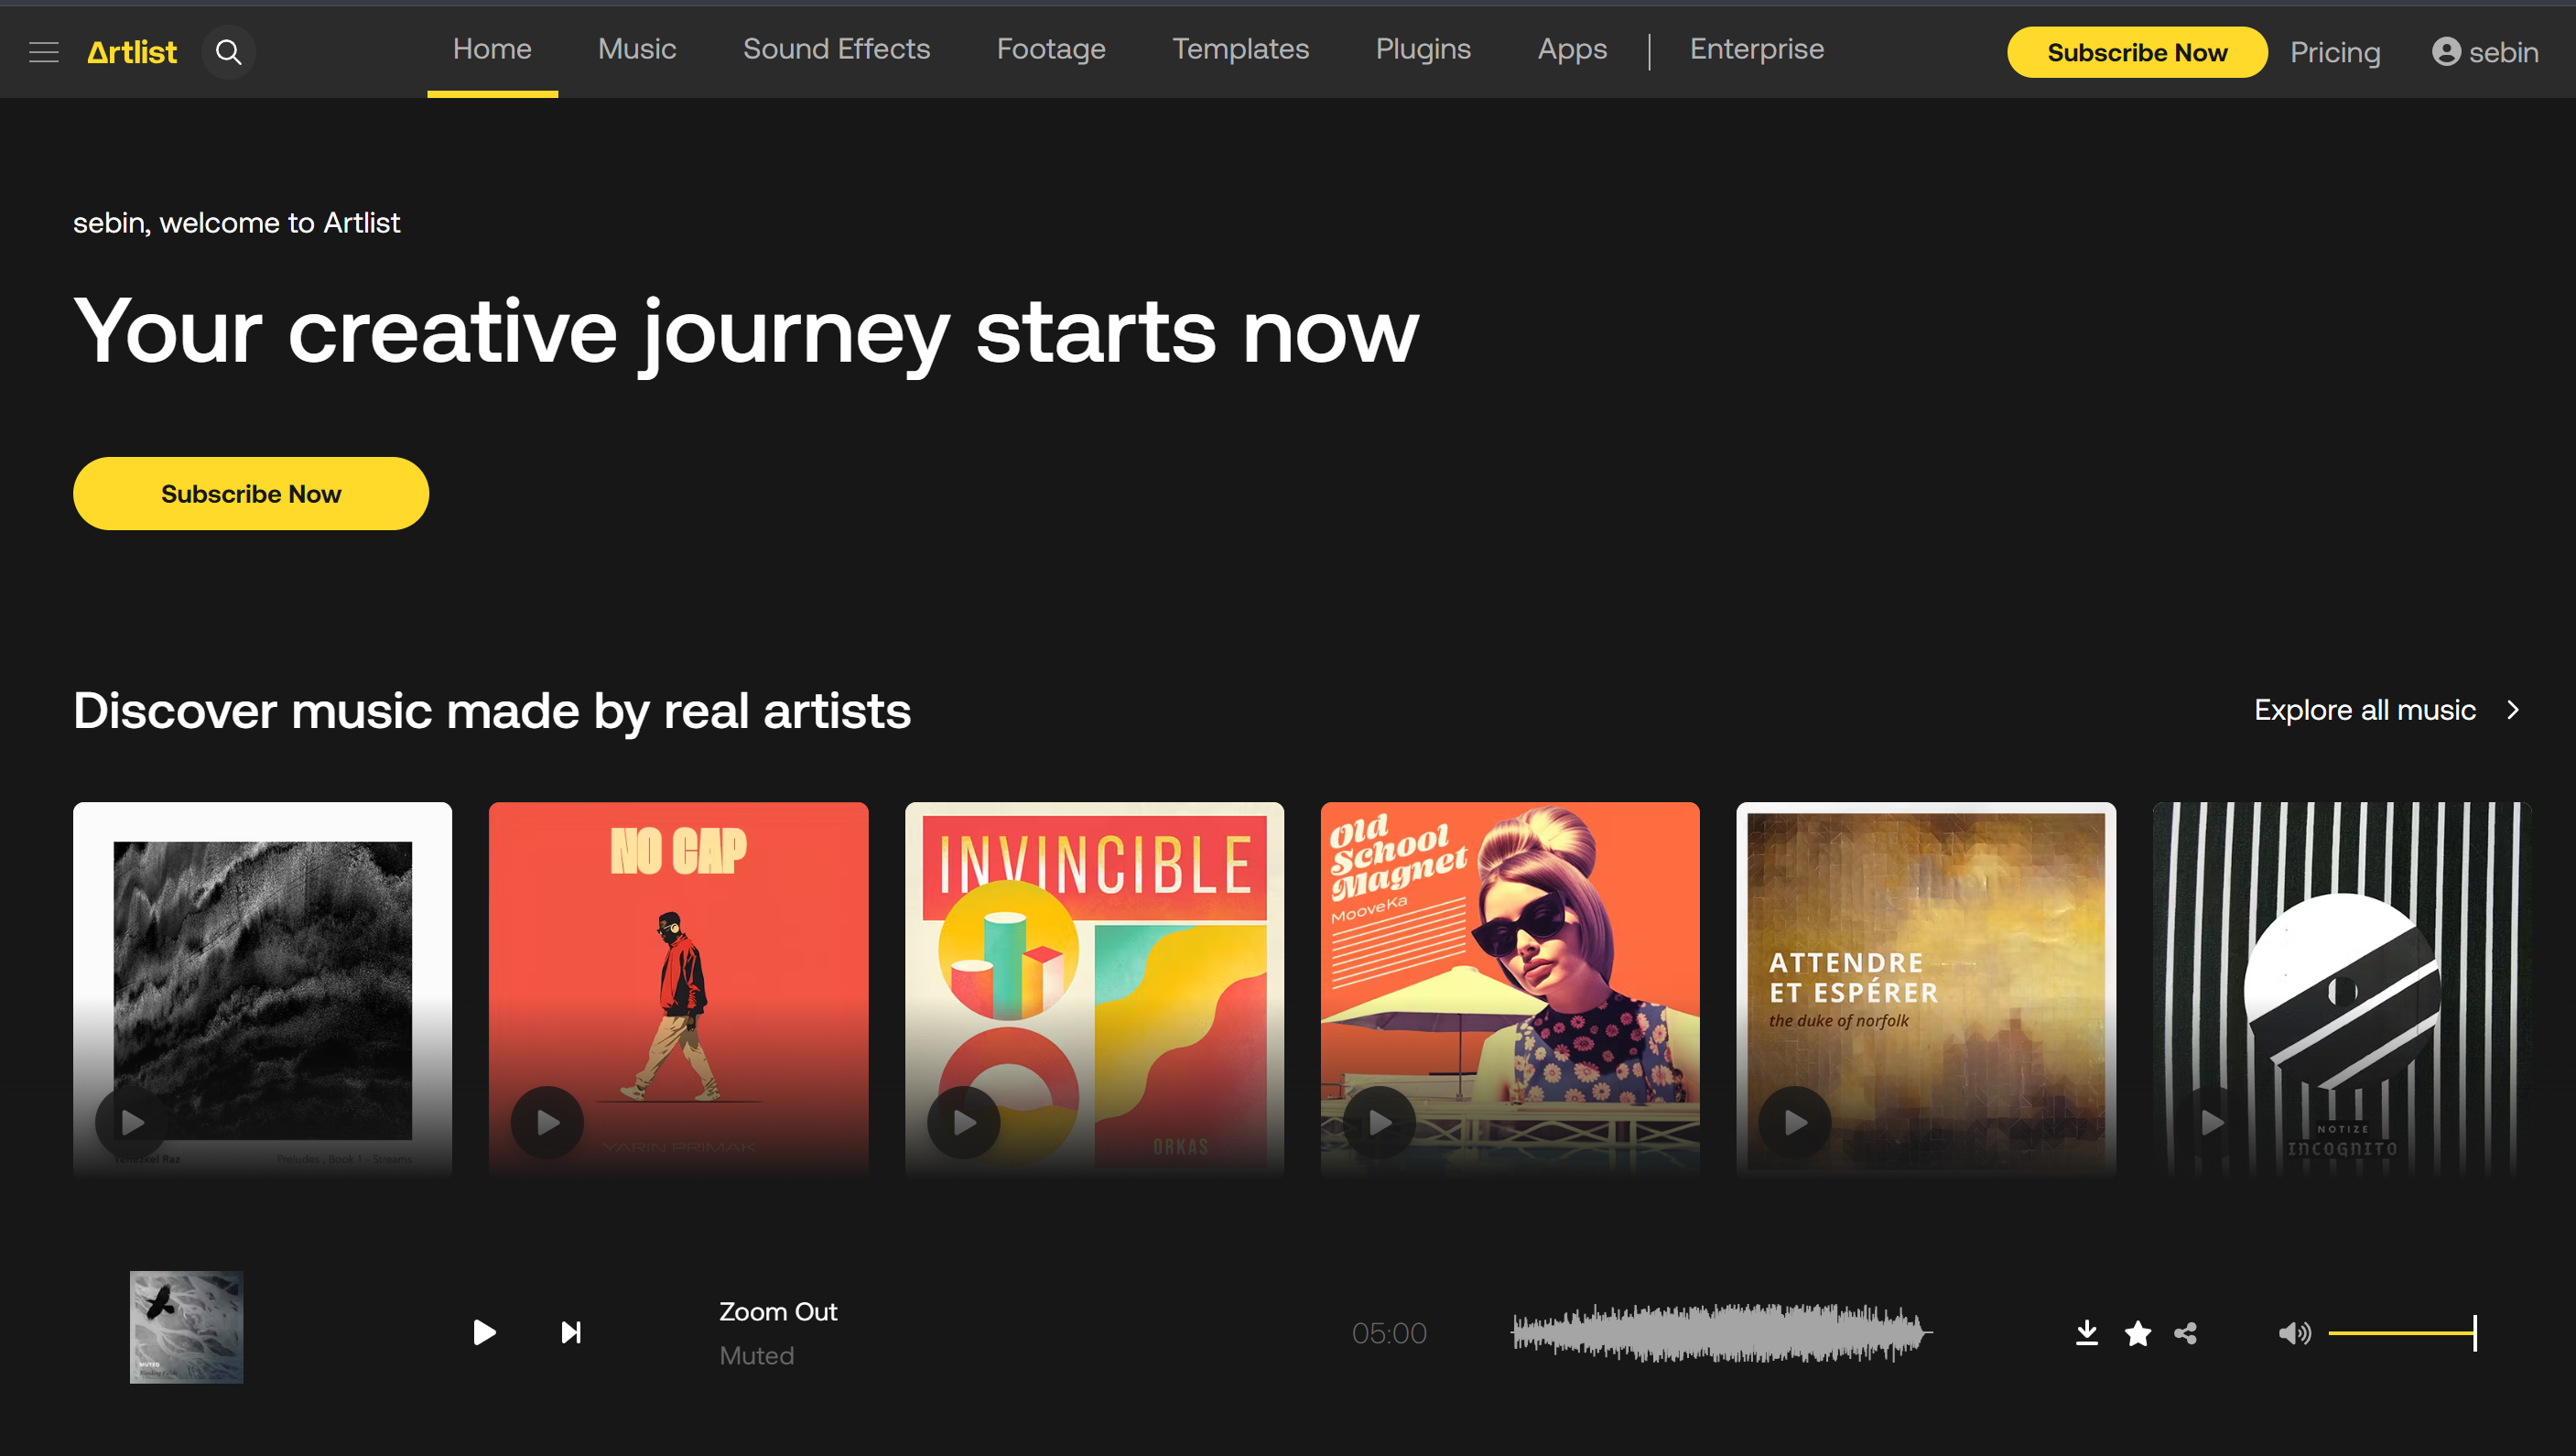 Artlist
Home Music Sound Effects Footage Templates Plugins Apps Enterprise
Subscribe Now Pricing sebin
sebin, welcome to Artlist
Your creative journey starts now
Subscribe Now
Discover music made by real artists
Explore all music
Raz Preludes , Book 1 - Streams
NO CAP
YARIN PRIMAK
INVINCIBLE
ORKAS
Old
School
Magnet
MooveKa
ATTENDRE
ET ESPÉRER
the duke of norfolk
NOTIZE
INCOGNITO
MUTED
Zoom Out
Muted
05:00